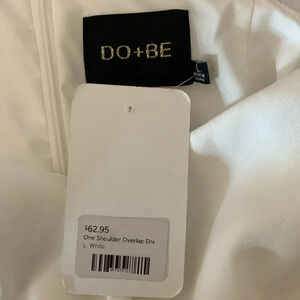 DO+BE
L
$62.95
One Shoulder Overlap Dre
L. White